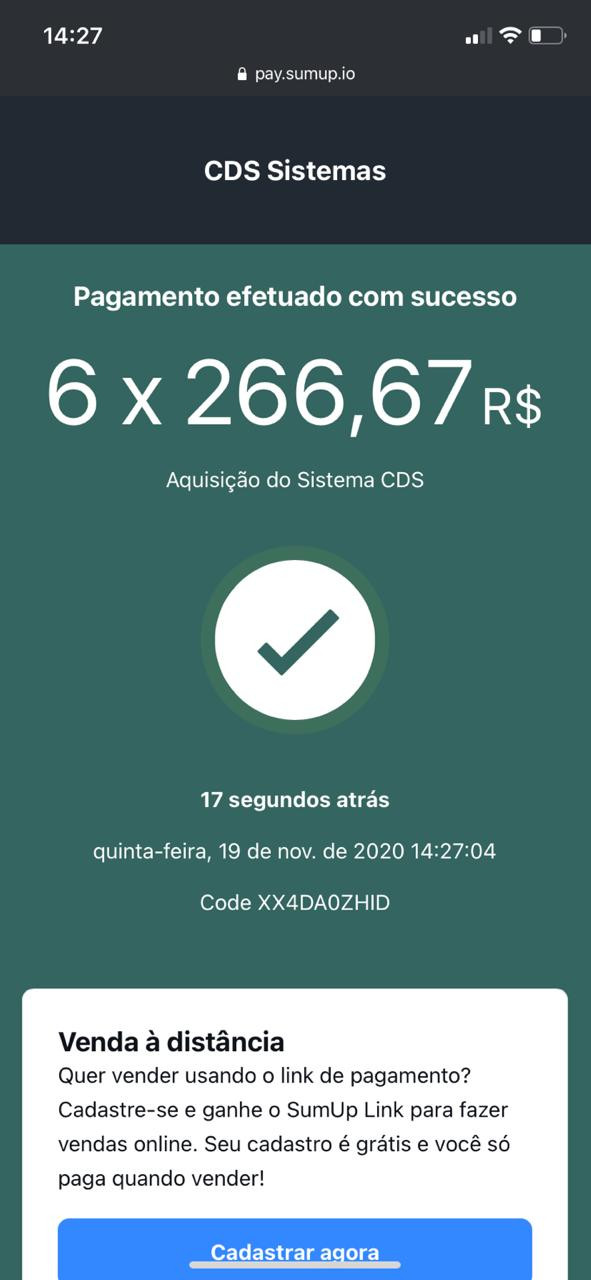 14:27
pay.sumup.io
CDS Sistemas
Pagamento efetuado com sucesso
6 x 266,67 R$
Aquisição do Sistema CDS
17 segundos atrás
quinta-feira, 19 de nov. de 2020 14:27:04
Code XX4DA0ZHID
Venda à distância
Quer vender usando o link de pagamento?
Cadastre-se e ganhe o SumUp Link para fazer
vendas online. Seu cadastro é grátis e você só
paga quando vender!
Cadastrar agora